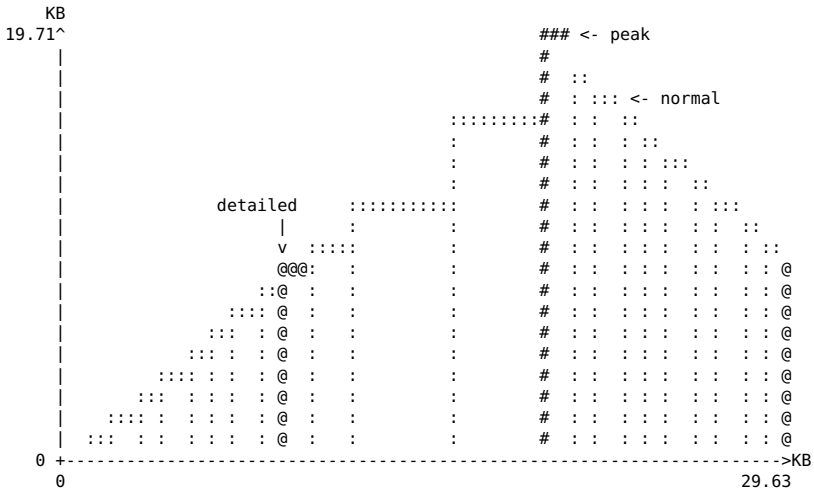 KB
19.71^                                               ### <- peak
     |                                               #
     |                                               #  ::
     |                                               #  : ::: <- normal
     |                                      :::::::::#  : :  ::
     |                                      :        #  : :  : ::
     |                                      :        #  : :  : : :::
     |                                      :        #  : :  : : :  ::
     |               detailed     :::::::::::        #  : :  : : :  : :::
     |                     |      :         :        #  : :  : : :  : :  ::
     |                     v  :::::         :        #  : :  : : :  : :  : ::
     |                     @@@:   :         :        #  : :  : : :  : :  : : @
     |                   ::@  :   :         :        #  : :  : : :  : :  : : @
     |                :::: @  :   :         :        #  : :  : : :  : :  : : @
     |              :::  : @  :   :         :        #  : :  : : :  : :  : : @
     |            ::: :  : @  :   :         :        #  : :  : : :  : :  : : @
     |         :::: : :  : @  :   :         :        #  : :  : : :  : :  : : @
     |       :::  : : :  : @  :   :         :        #  : :  : : :  : :  : : @
     |    :::: :  : : :  : @  :   :         :        #  : :  : : :  : :  : : @
     |  :::  : :  : : :  : @  :   :         :        #  : :  : : :  : :  : : @
   0 +----------------------------------------------------------------------->KB
     0                                                                   29.63